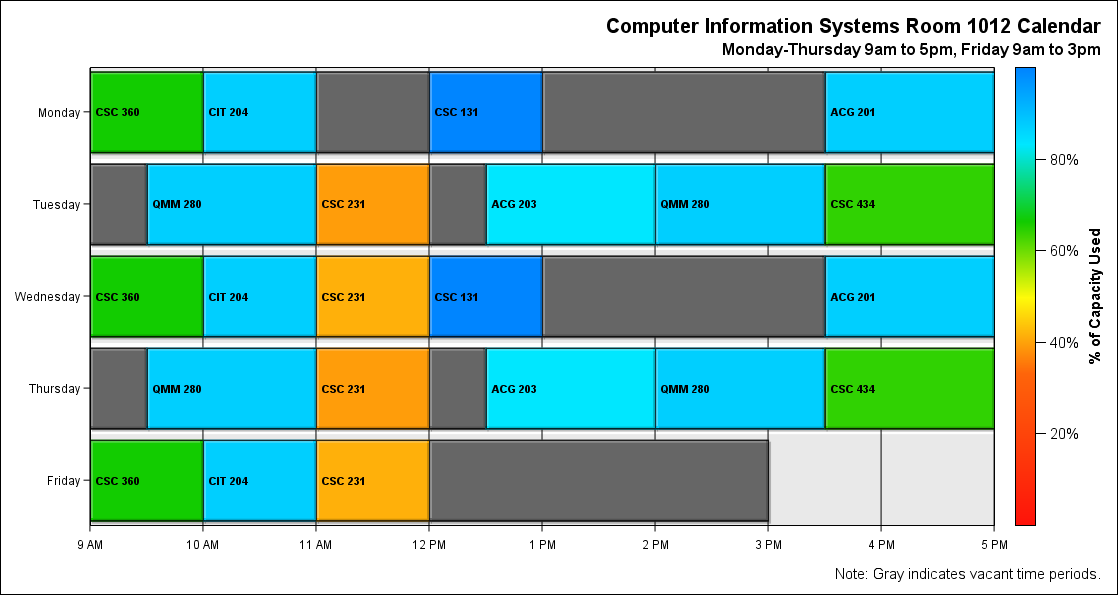 Computer Information Systems Room 1012 Calendar
Monday-Thursday 9am to 5pm, Friday 9am to 3pm
Monday
CSC 360
CIT 204
CSC 131
ACG 201
Tuesday
QMM 280
CSC 231
ACG 203
QMM 280
CSC 434
Wednesday
CSC 360
CIT 204
CSC 231
CSC 131
ACG 201
Thursday
QMM 280
CSC 231
ACG 203
QMM 280
CSC 434
Friday
CSC 360
CIT 204
CSC 231
9 AM
10 AM
11 AM
12 PM
1 PM
2 PM
3 PM
4 PM
5 PM
80%
60%
40%
20%
% of Capacity Used
Note: Gray indicates vacant time periods.